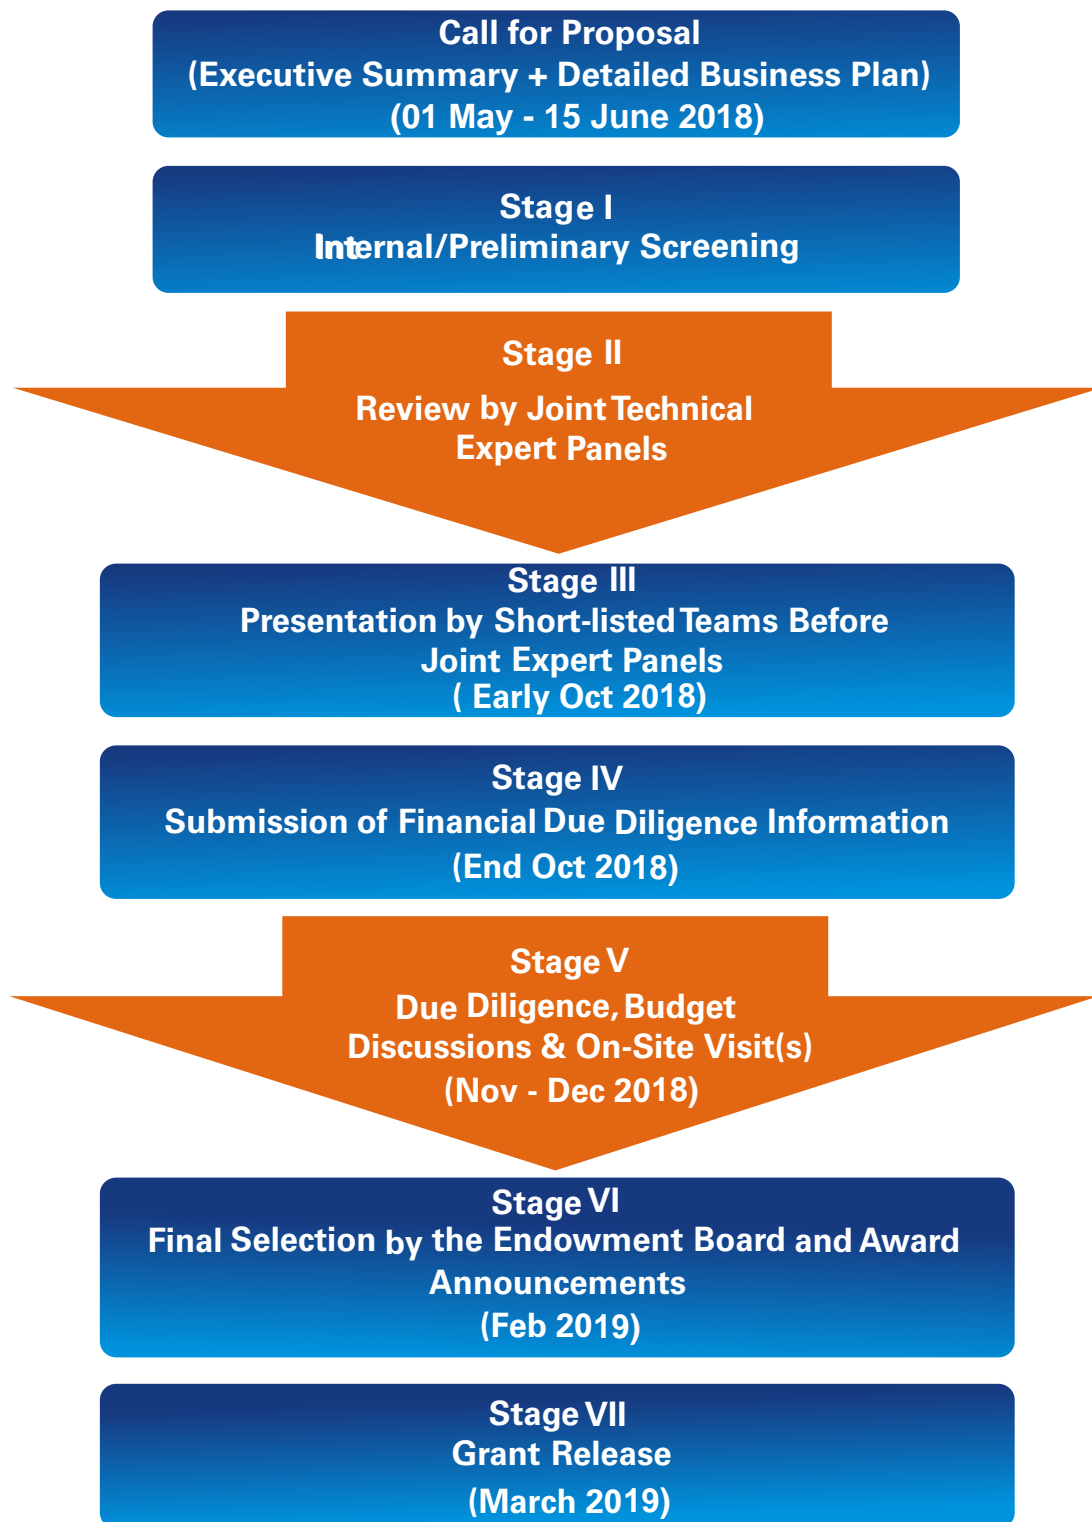 Call for Proposal
(Executive Summary + Detailed Business Plan)
(01 May - 15 June 2018)
Stage I
Internal/Preliminary Screening
Stage II
Review by Joint Technical
Expert Panels
Stage III
Presentation by Short-listed Teams Before
Joint Expert Panels
( Early Oct 2018)
Stage IV
Submission of Financial Due Diligence Information
(End Oct 2018)
Stage V
Due Diligence, Budget
Discussions & On-Site Visit(s)
(Nov - Dec 2018)
Stage VI
Final Selection by the Endowment Board and Award
Announcements
(Feb 2019)
Stage VII
Grant Release
(March 2019)